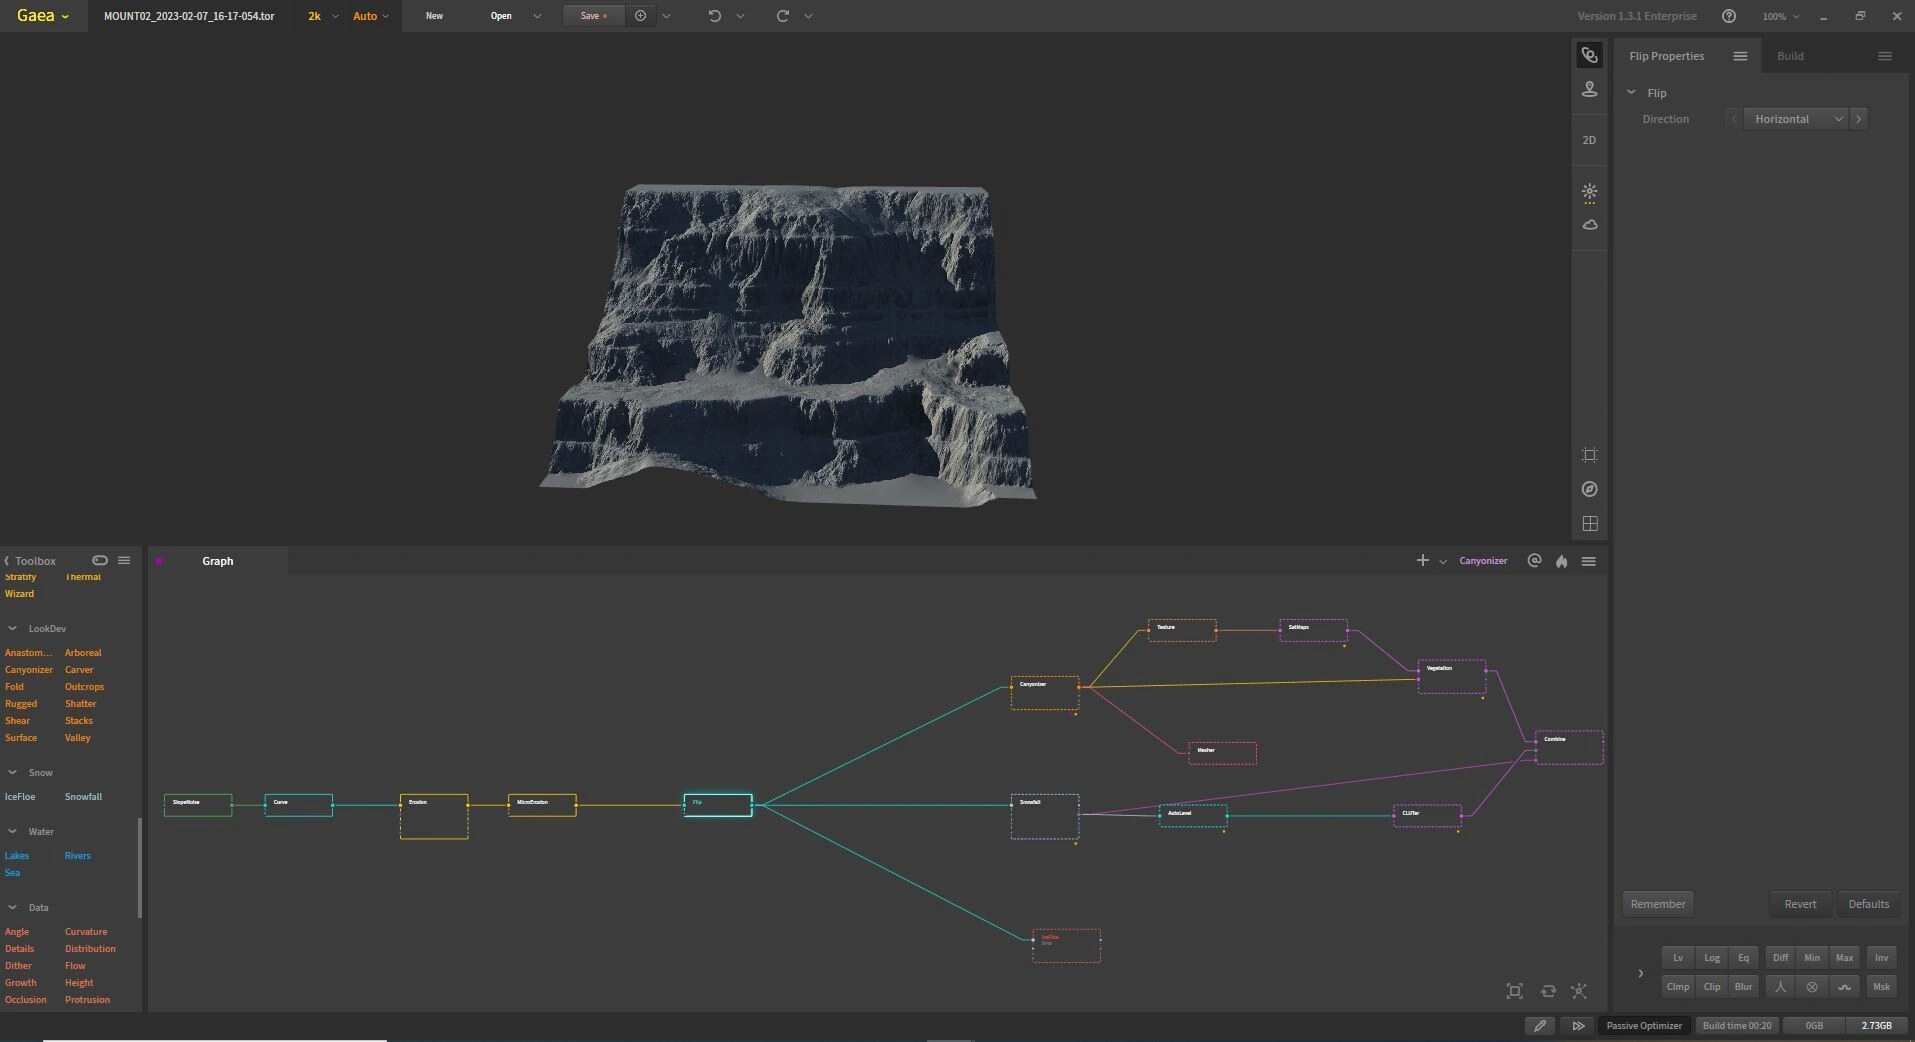 Gaea
MOUNT02_2023-02-07_16-17-054.tor
2k
Auto
New
Open
Save
Version 1.3.1 Enterprise
100%
Flip Properties
Build
Flip
Direction
Horizontal
2D
Toolbox
Stratify Thermal
Wizard
LookDev
Anastom... Arboreal
Canyonizer Carver
Fold Outcrops
Rugged Shatter
Shear Stacks
Surface Valley
Snow
IceFloe Snowfall
Water
Lakes Rivers
Sea
Data
Angle Curvature
Details Distribution
Dither Flow
Growth Height
Occlusion Protrusion
Graph
Canyonizer
Texture
SatMaps
Vegetation
Canyonizer
Mesher
Combine
SlopeNoise
Curve
Erosion
MicroErosion
Flip
Snowfall
AutoLevel
CLUTer
IceFloe
Error
Remember
Revert
Defaults
Lv Log Eq Diff Min Max Inv
Clmp Clip Blur Msk
Passive Optimizer
Build time 00:20
0GB
2.73GB